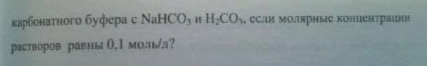 карбонатного буфера с NaHCO₃ и H₂CO₃, если молярные концентрации
растворов равны 0,1 моль/л?